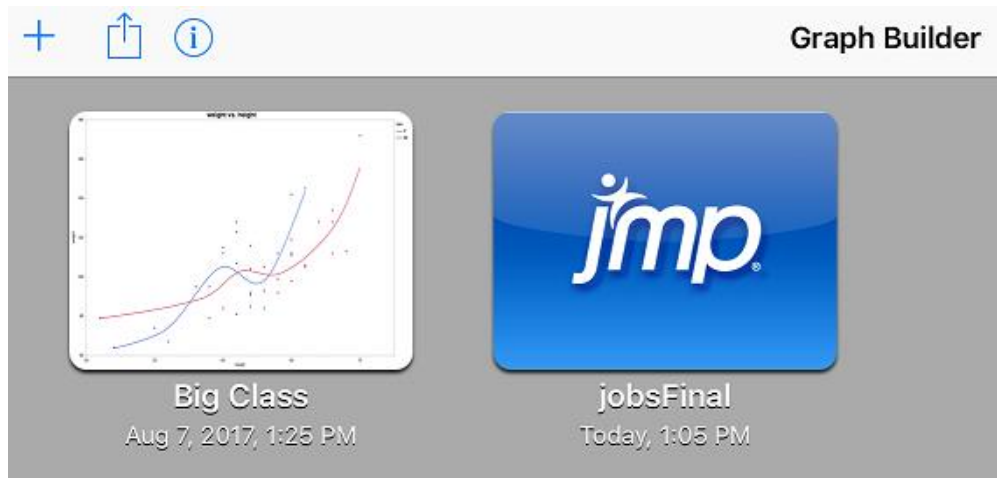 Graph Builder
weight vs. height
jmp®
Big Class
jobsFinal
Aug 7, 2017, 1:25 PM
Today, 1:05 PM